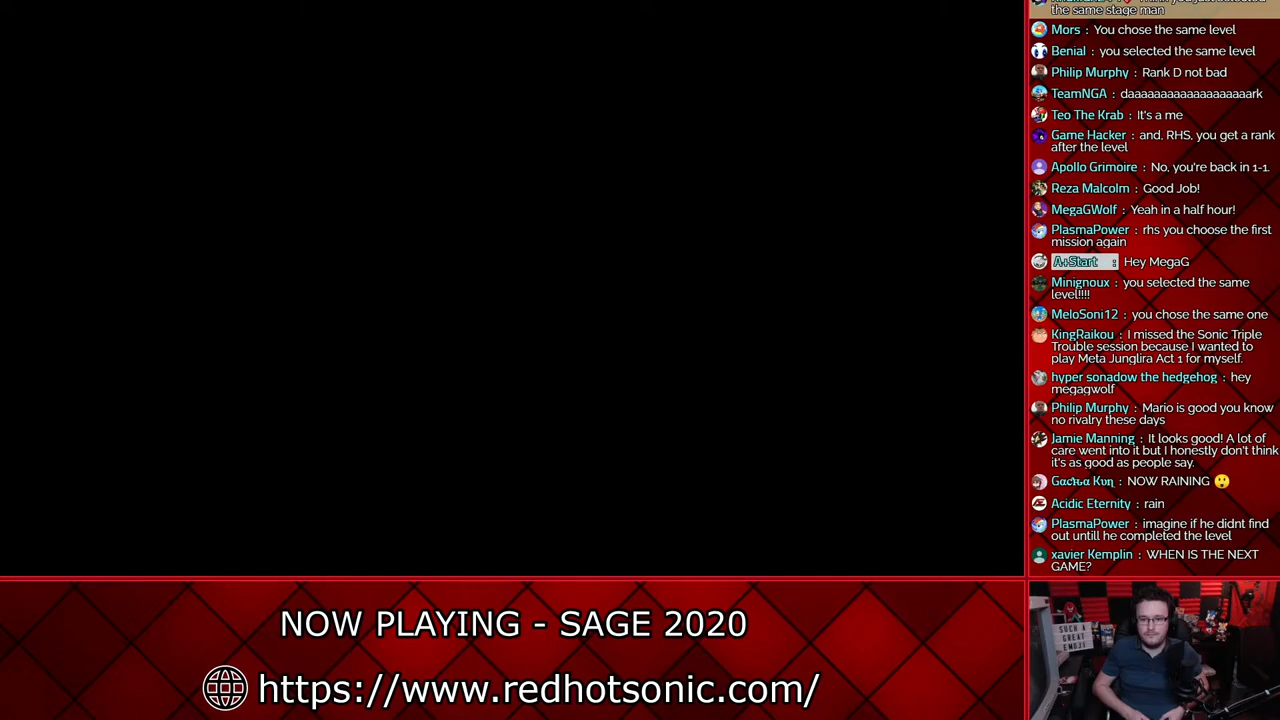 the same stage man
Mors : You chose the same level
Benial : you selected the same level
Philip Murphy : Rank D not bad
TeamNGA : daaaaaaaaaaaaaaaaaaark
Teo The Krab : It's a me
Game Hacker : and, RHS, you get a rank
after the level
Apollo Grimoire : No, you're back in 1-1.
Reza Malcolm : Good Job!
MegaGWolf : Yeah in a half hour!
PlasmaPower : rhs you choose the first
mission again
A+Start : Hey MegaG
Minignoux : you selected the same
level!!!!
MeloSoni12 : you chose the same one
KingRaikou : I missed the Sonic Triple
Trouble session because I wanted to
play Meta Junglira Act 1 for myself.
hyper sonadow the hedgehog : hey
megagwolf
Philip Murphy : Mario is good you know
no rivalry these days
Jamie Manning : It looks good! A lot of
care went into it but I honestly don't think
it's as good as people say.
: NOW RAINING 😲
Acidic Eternity : rain
PlasmaPower : imagine if he didnt find
out untill he completed the level
xavier Kemplin : WHEN IS THE NEXT
GAME?
NOW PLAYING - SAGE 2020
https://www.redhotsonic.com/
SUCH A
GREAT
EMOJI